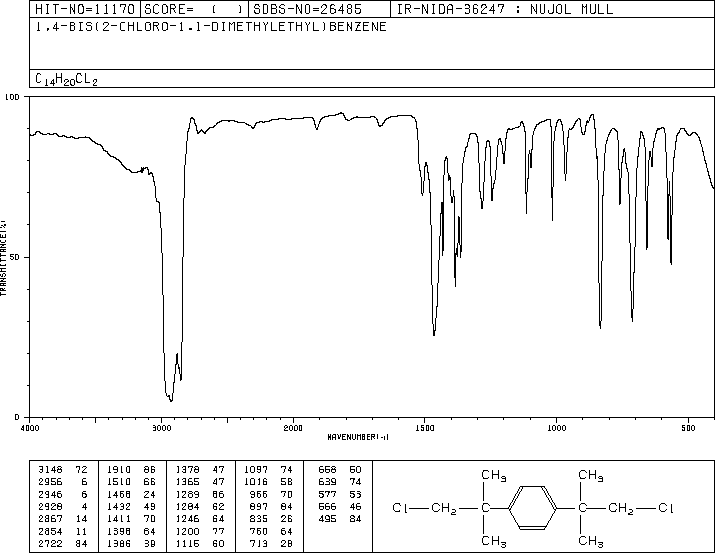 HIT-NO=11170 SCORE= ( ) SDBS-NO=26485 IR-NIDA-36247 : NUJOL MULL
1,4-BIS(2-CHLORO-1,1-DIMETHYLETHYL)BENZENE
C14H20CL2
100
50
0
TRANSMITTANCE(%)
4000 3000 2000 1500 1000 500
WAVENUMBER(-1)
3148 72 1910 86 1378 47 1097 74 658 50
2956 6 1510 66 1365 47 1016 58 639 74
2946 6 1468 24 1289 86 966 70 577 53
2928 4 1432 49 1284 62 897 84 566 46
2867 14 1411 70 1246 64 835 26 495 84
2854 11 1398 64 1200 77 760 64
2722 84 1386 39 1115 60 713 28
CH3 CH3
Cl CH2 CH2 Cl
CH3 CH3